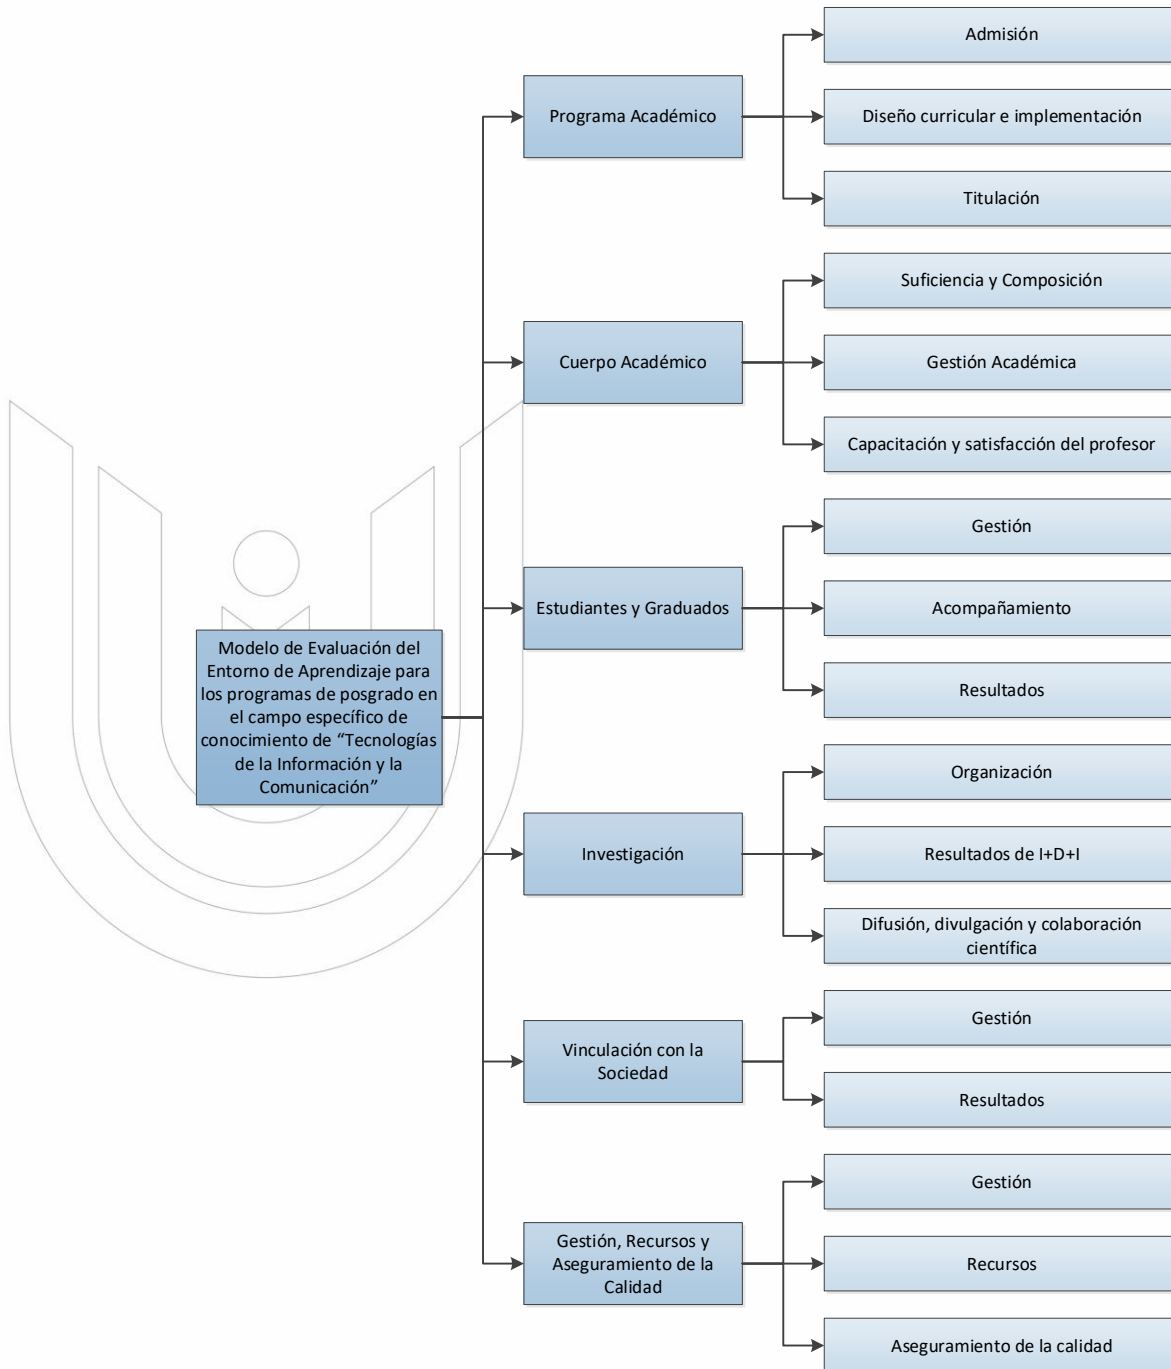 Modelo de Evaluación del
Entorno de Aprendizaje para
los programas de posgrado en
el campo específico de
conocimiento de “Tecnologías
de la Información y la
Comunicación”
Programa Académico
Admisión
Diseño curricular e implementación
Titulación
Cuerpo Académico
Suficiencia y Composición
Gestión Académica
Capacitación y satisfacción del profesor
Estudiantes y Graduados
Gestión
Acompañamiento
Resultados
Investigación
Organización
Resultados de I+D+I
Difusión, divulgación y colaboración
científica
Vinculación con la
Sociedad
Gestión
Resultados
Gestión, Recursos y
Aseguramiento de la
Calidad
Gestión
Recursos
Aseguramiento de la calidad